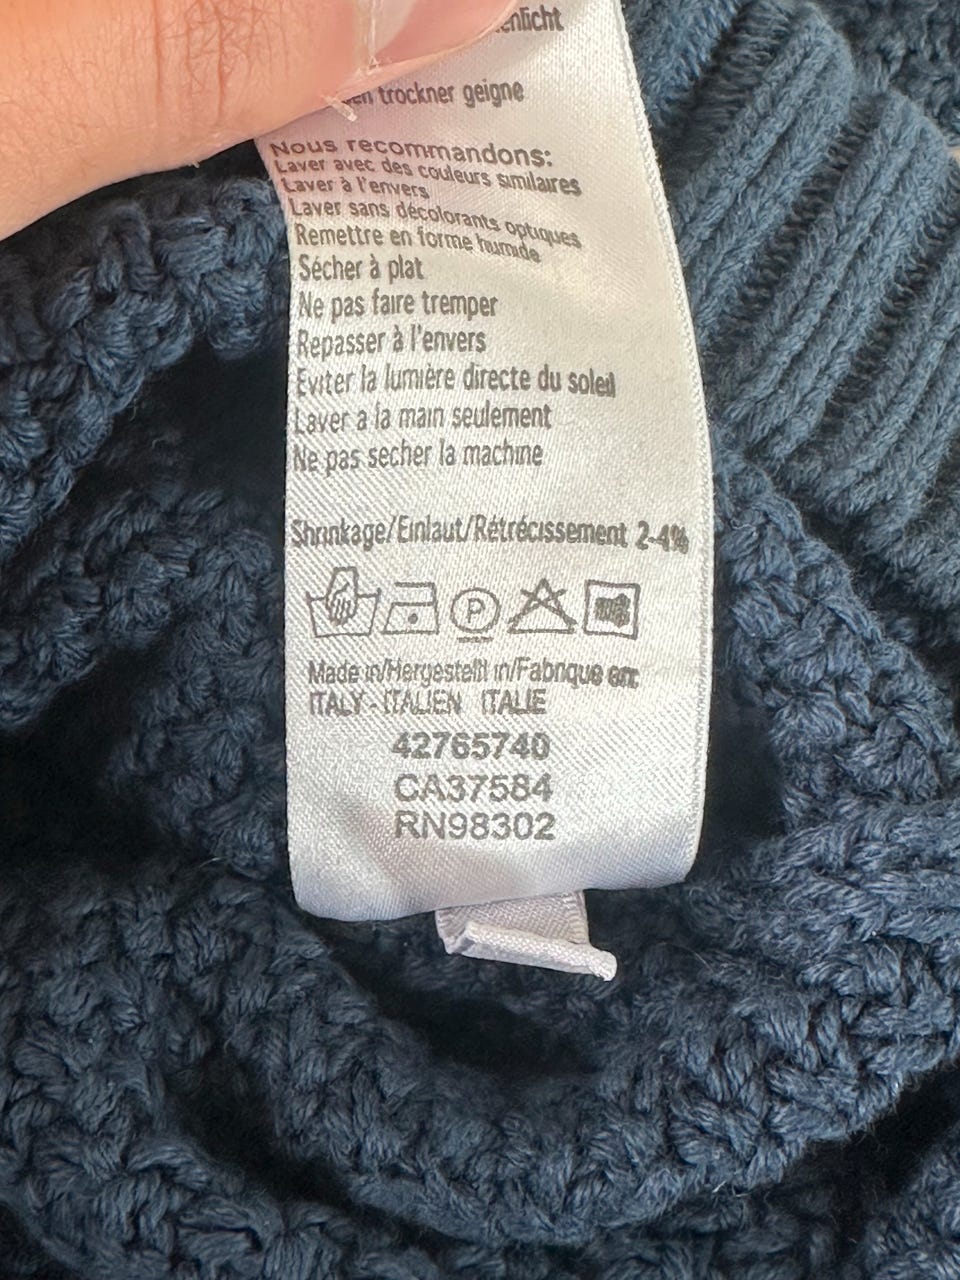 trockner geigne
Nous recommandons:
Laver avec des couleurs similaires
Laver à l'envers
Laver sans décolorants optiques
Remettre en forme humide
Sécher à plat
Ne pas faire tremper
Repasser à l'envers
Eviter la lumière directe du soleil
Laver a la main seulement
Ne pas secher la machine
Shrinkage/Einlauf/Rétrécissement 2-4%
P
Made in/Hergestellt in/Fabrique en:
ITALY - ITALIEN ITALIE
42765740
CA37584
RN98302